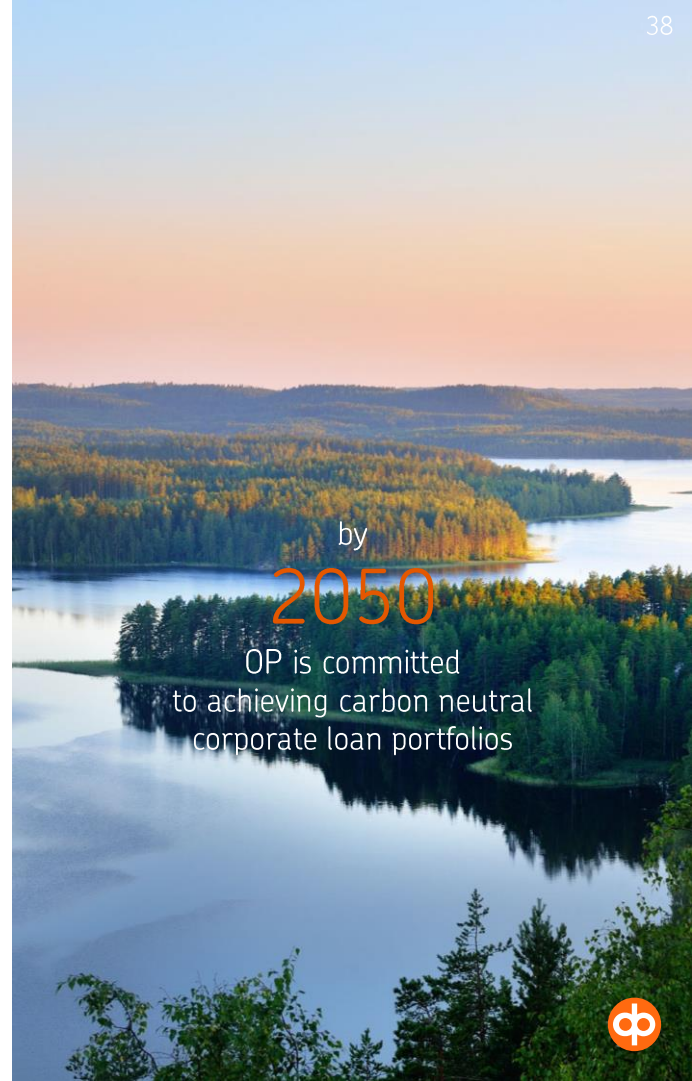 38
by
2050
OP is committed
to achieving carbon neutral
corporate loan portfolios